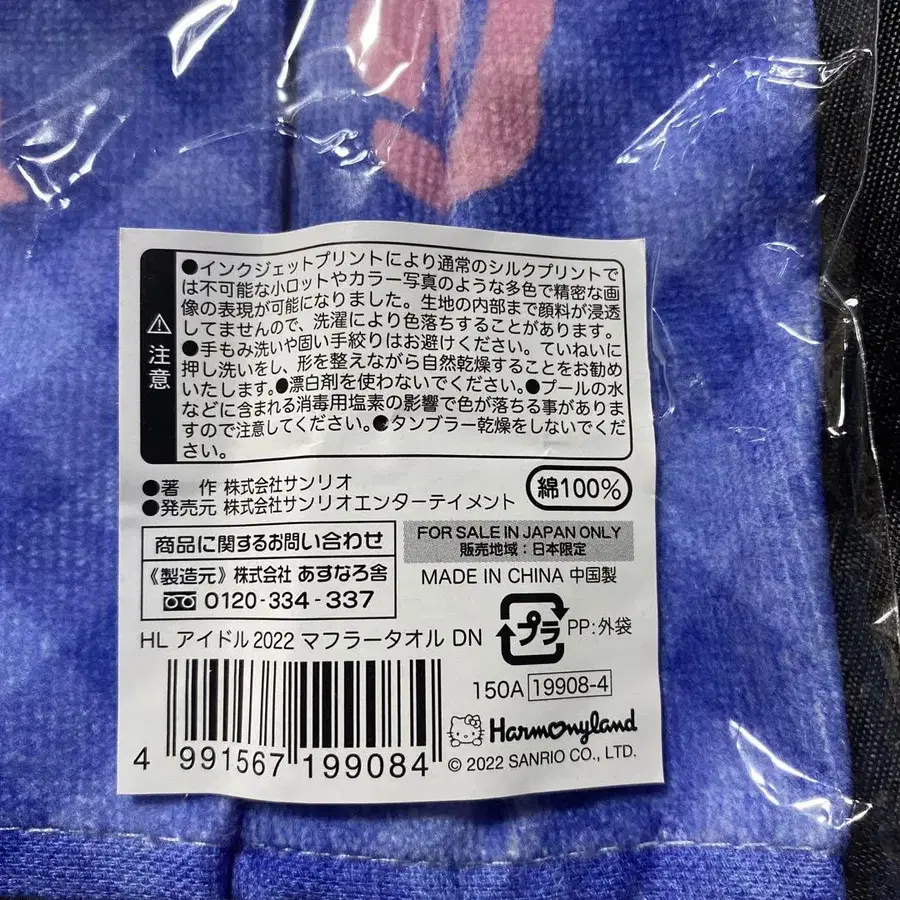 ⚠注意
●インクジェットプリントにより通常のシルクプリントで
は不可能な小ロットやカラー写真のような多色で精密な画
像の表現が可能になりました。生地の内部まで顔料が浸透
してませんので、洗濯により色落ちすることがあります。
●手もみ洗いや固い手絞りはお避けください。ていねいに
押し洗いをし、形を整えながら自然乾燥することをお勧め
いたします。●漂白剤を使わないでください。●プールの水
などに含まれる消毒用塩素の影響で色が落ちる事がありま
すので注意してください。●タンブラー乾燥をしないでくだ
さい。
●著 作 株式会社サンリオ
●発売元 株式会社サンリオエンターテイメント
綿100%
商品に関するお問い合わせ
《製造元》株式会社 あすなろ舎
0120-334-337
FOR SALE IN JAPAN ONLY
販売地域:日本限定
MADE IN CHINA 中国製
プラ PP:外袋
HL アイドル2022 マフラータオル DN
150A 19908-4
4 991567 199084
Harmonyland
© 2022 SANRIO CO., LTD.